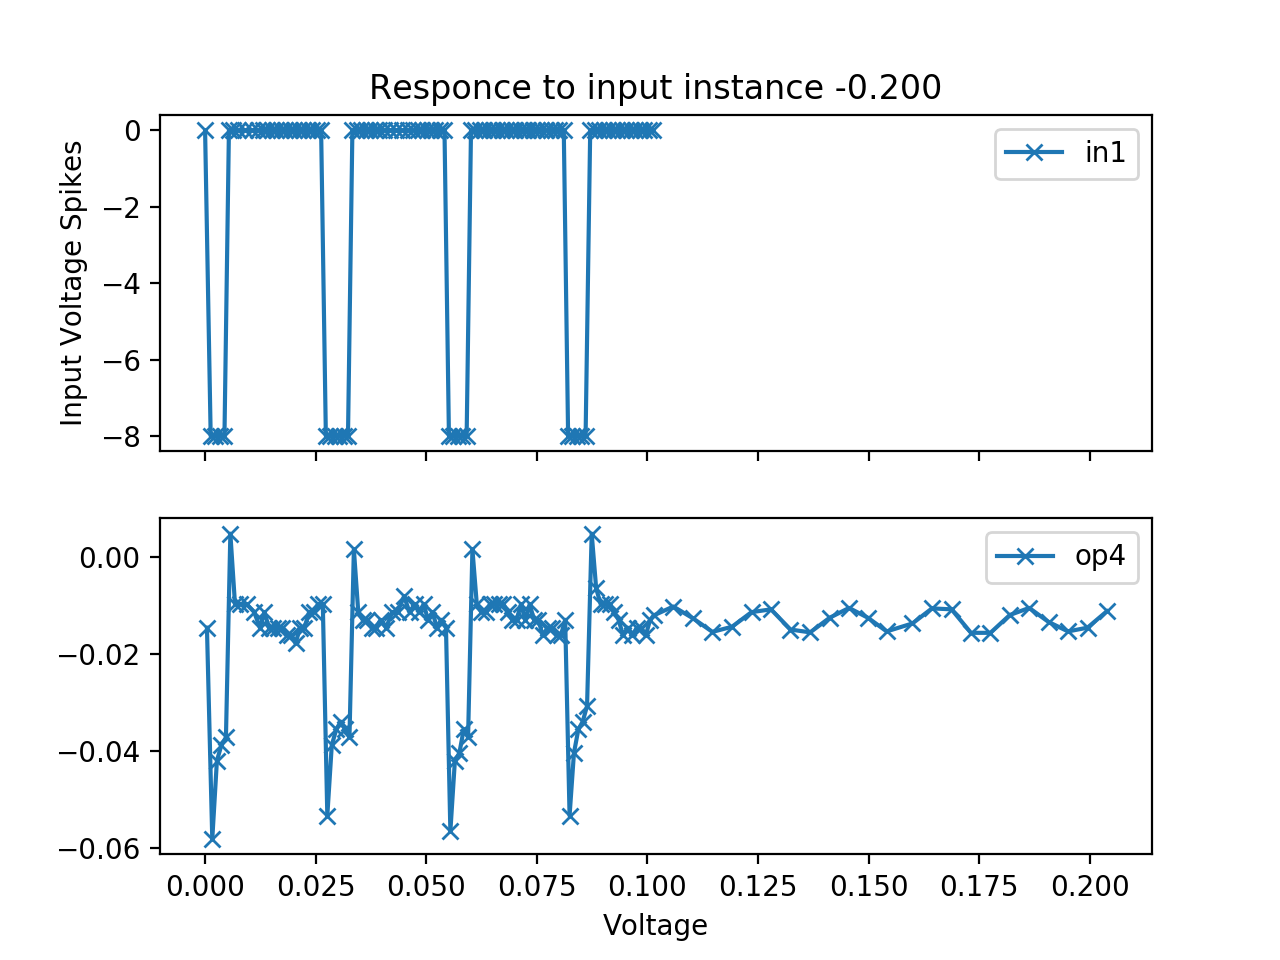 Responce to input instance -0.200
Input Voltage Spikes
0
−2
−4
−6
−8
in1
0.00
−0.02
−0.04
−0.06
op4
0.000 0.025 0.050 0.075 0.100 0.125 0.150 0.175 0.200
Voltage